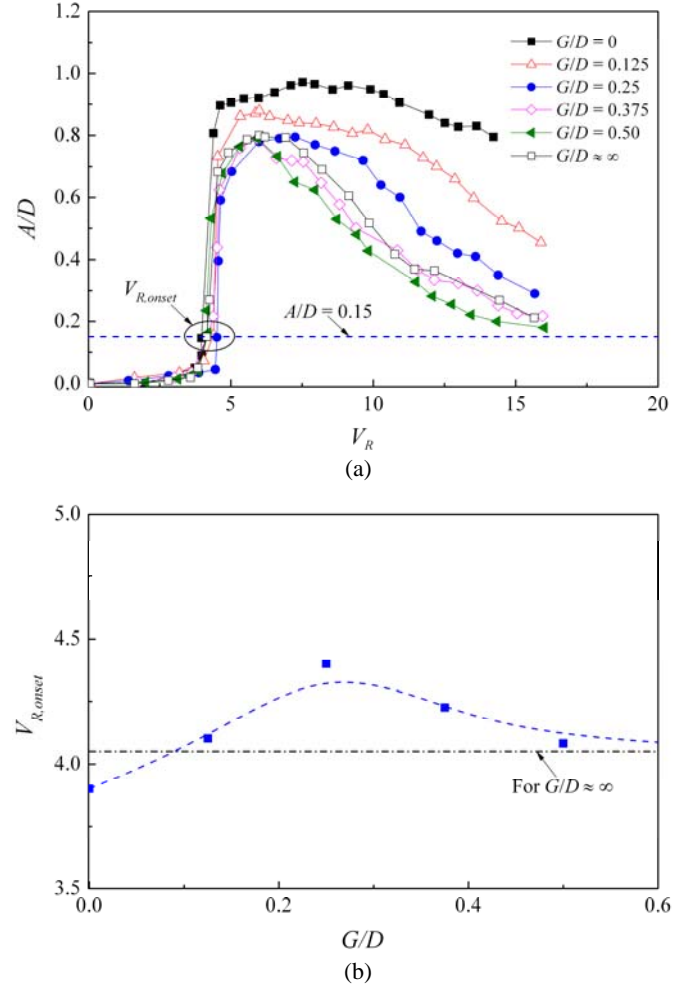 1.2
1.0
0.8
0.6
0.4
0.2
0.0
A/D
G/D = 0
G/D = 0.125
G/D = 0.25
G/D = 0.375
G/D = 0.50
G/D ≈ ∞
V_R,onset
A/D = 0.15
0 5 10 15 20
V_R
(a)
5.0
4.5
4.0
3.5
V_R,onset
For G/D ≈ ∞
0.0 0.2 0.4 0.6
G/D
(b)